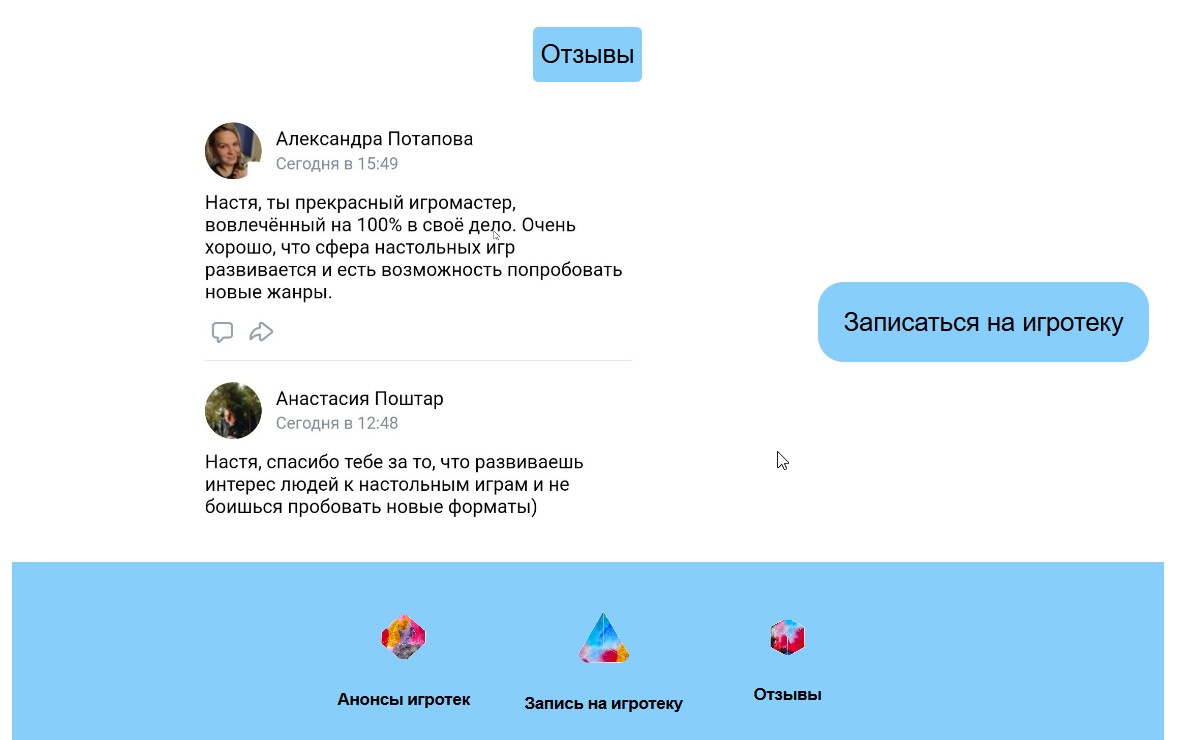 Отзывы
Александра Потапова
Сегодня в 15:49
Настя, ты прекрасный игромастер,
вовлечённый на 100% в своё дело. Очень
хорошо, что сфера настольных игр
развивается и есть возможность попробовать
новые жанры.
Записаться на игротеку
Анастасия Поштар
Сегодня в 12:48
Настя, спасибо тебе за то, что развиваешь
интерес людей к настольным играм и не
боишься пробовать новые форматы)
Анонсы игротек
Запись на игротеку
Отзывы